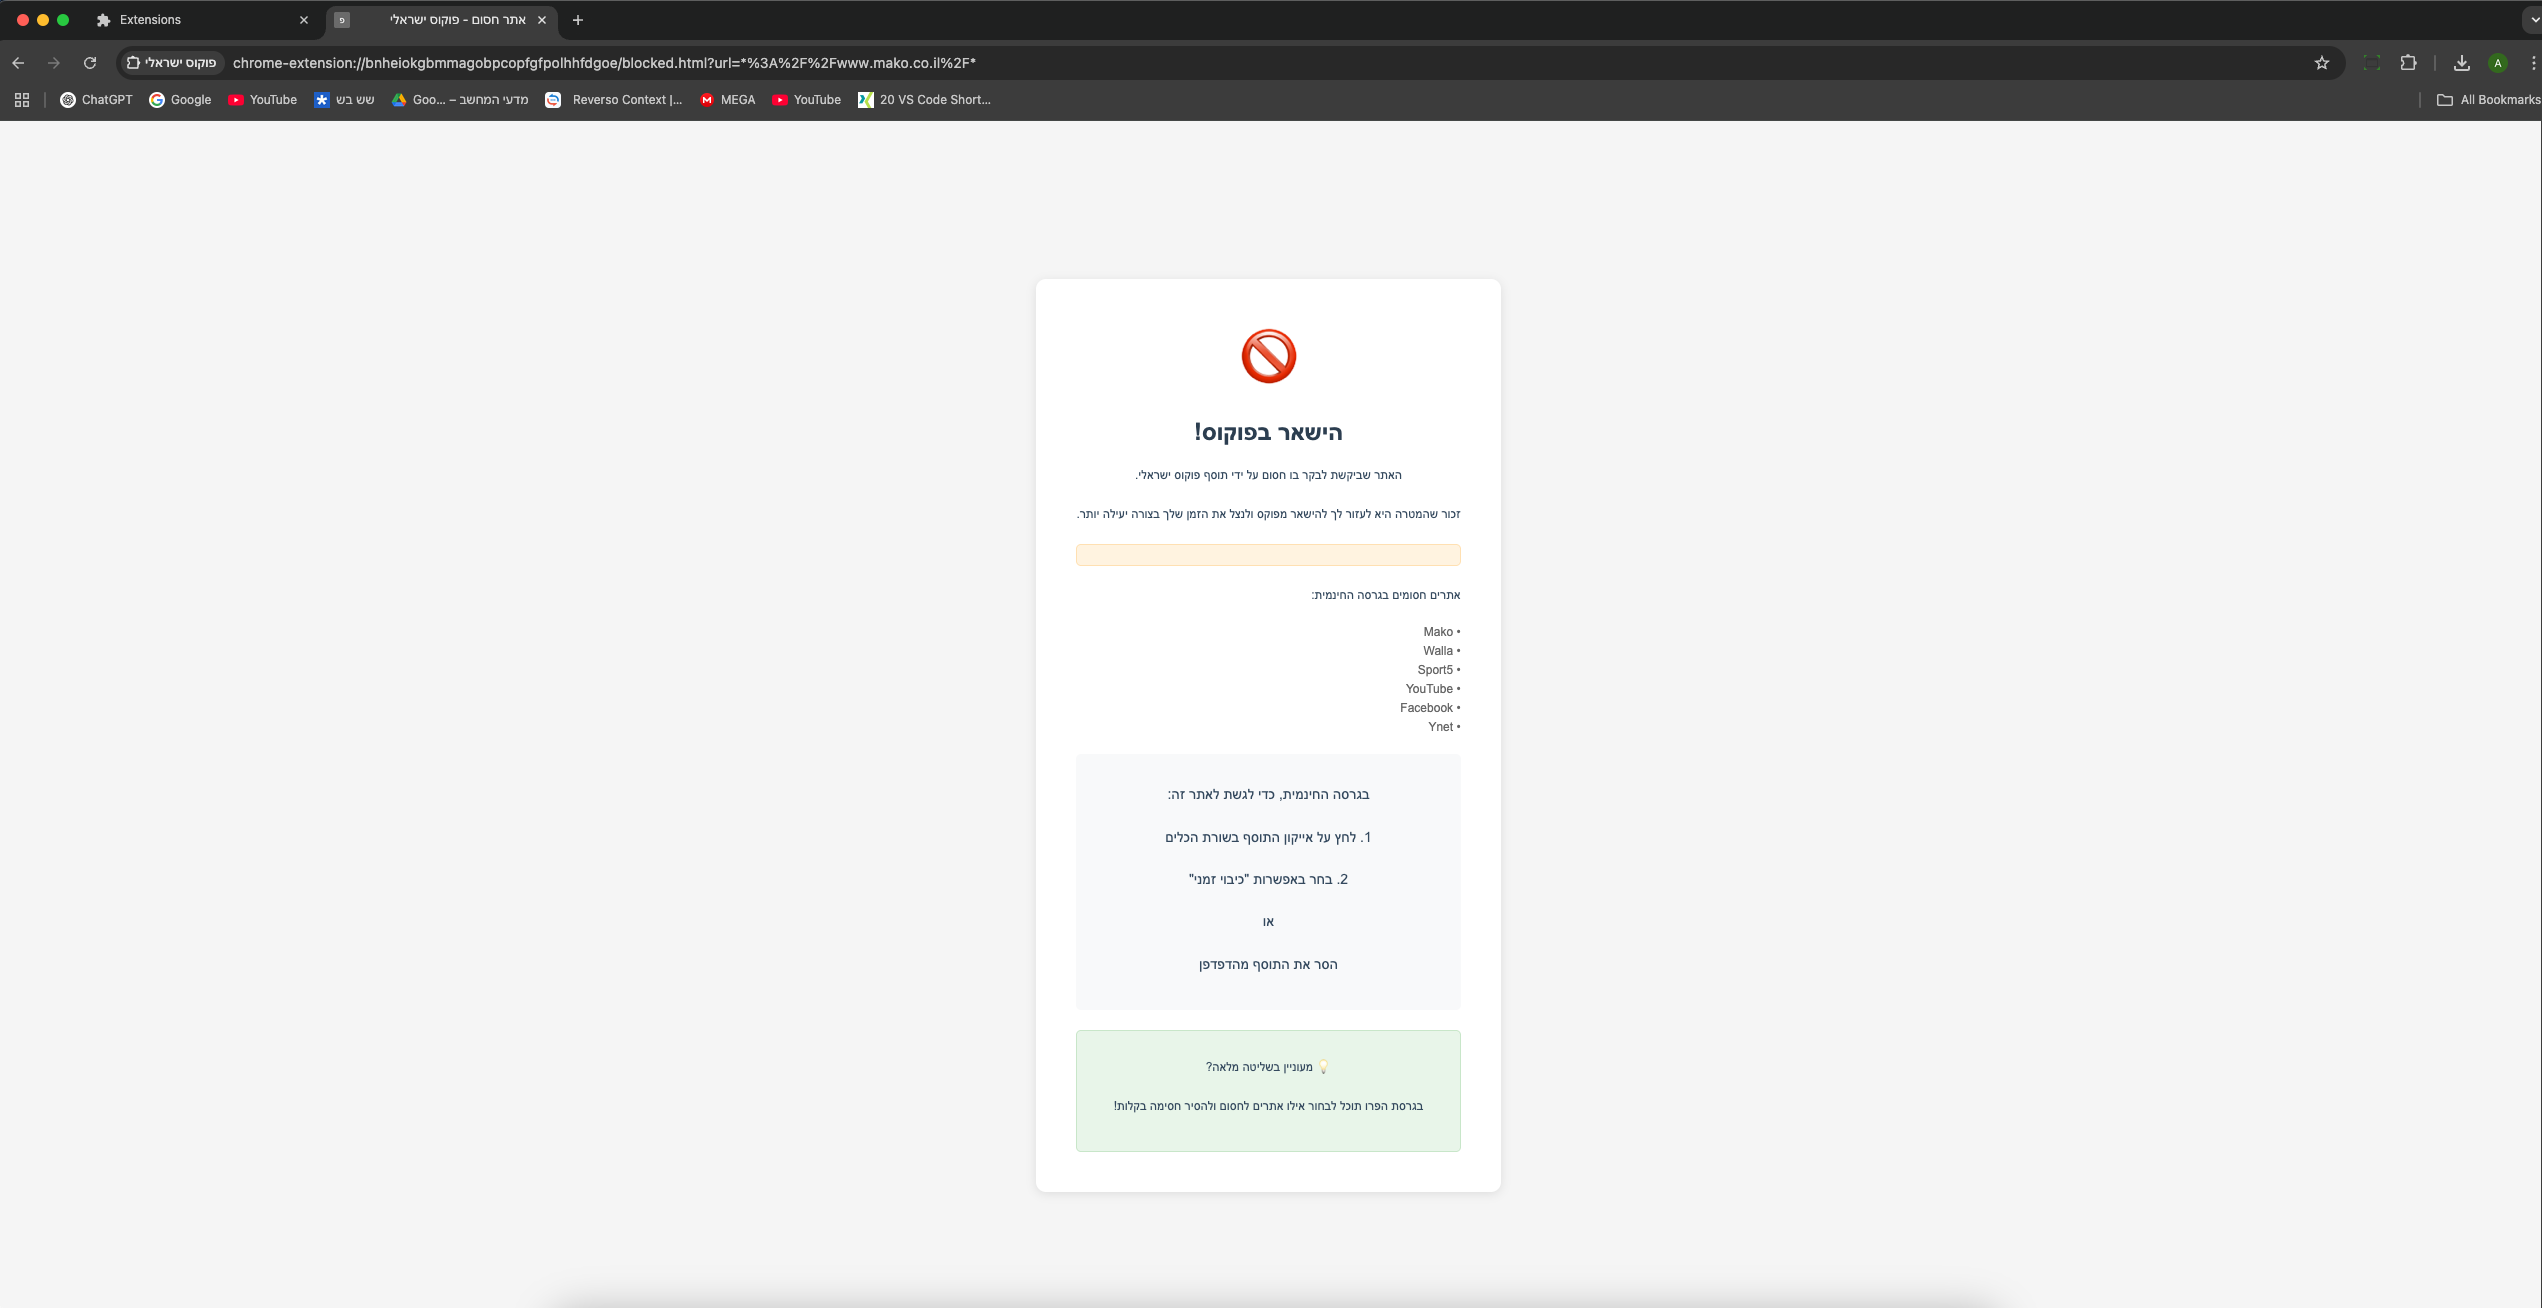 Extensions
פ
אתר חסום - פוקוס ישראלי
פוקוס ישראלי
chrome-extension://bnheiokgbmmagobpcopfgfpolhhfdgoe/blocked.html?url=*%3A%2F%2Fwww.mako.co.il%2F*
A
ChatGPT
Google
YouTube
שש בש
מדעי המחשב – Goo...
Reverso Context |...
MEGA
YouTube
20 VS Code Short...
All Bookmarks
הישאר בפוקוס!
האתר שביקשת לבקר בו חסום על ידי תוסף פוקוס ישראלי.
זכור שהמטרה היא לעזור לך להישאר מפוקס ולנצל את הזמן שלך בצורה יעילה יותר.
אתרים חסומים בגרסה החינמית:
• Mako
• Walla
• Sport5
• YouTube
• Facebook
• Ynet
בגרסה החינמית, כדי לגשת לאתר זה:
1. לחץ על אייקון התוסף בשורת הכלים
2. בחר באפשרות "כיבוי זמני"
או
הסר את התוסף מהדפדפן
💡 מעוניין בשליטה מלאה?
בגרסת הפרו תוכל לבחור אילו אתרים לחסום ולהסיר חסימה בקלות!